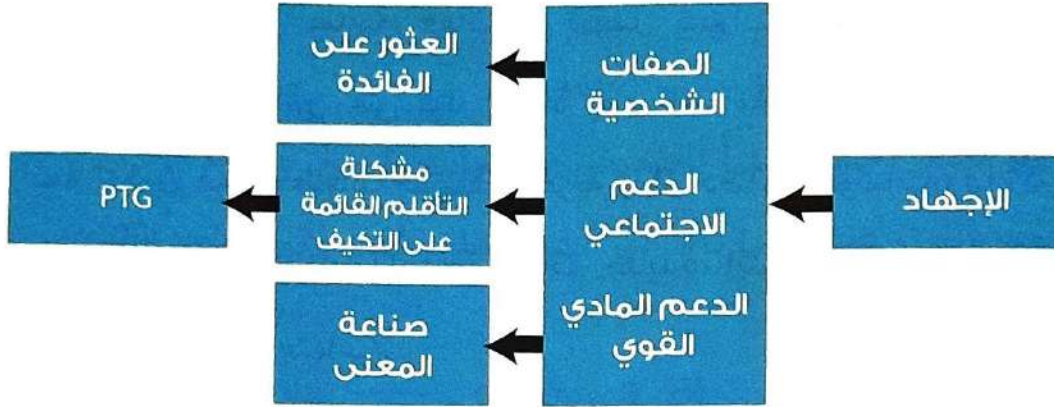 الإجهاد
الصفات
الشخصية
الدعم
الاجتماعي
الدعم المادي
القوي
العثور على
الفائدة
مشكلة
التأقلم القائمة
على التكيف
صناعة
المعنى
PTG